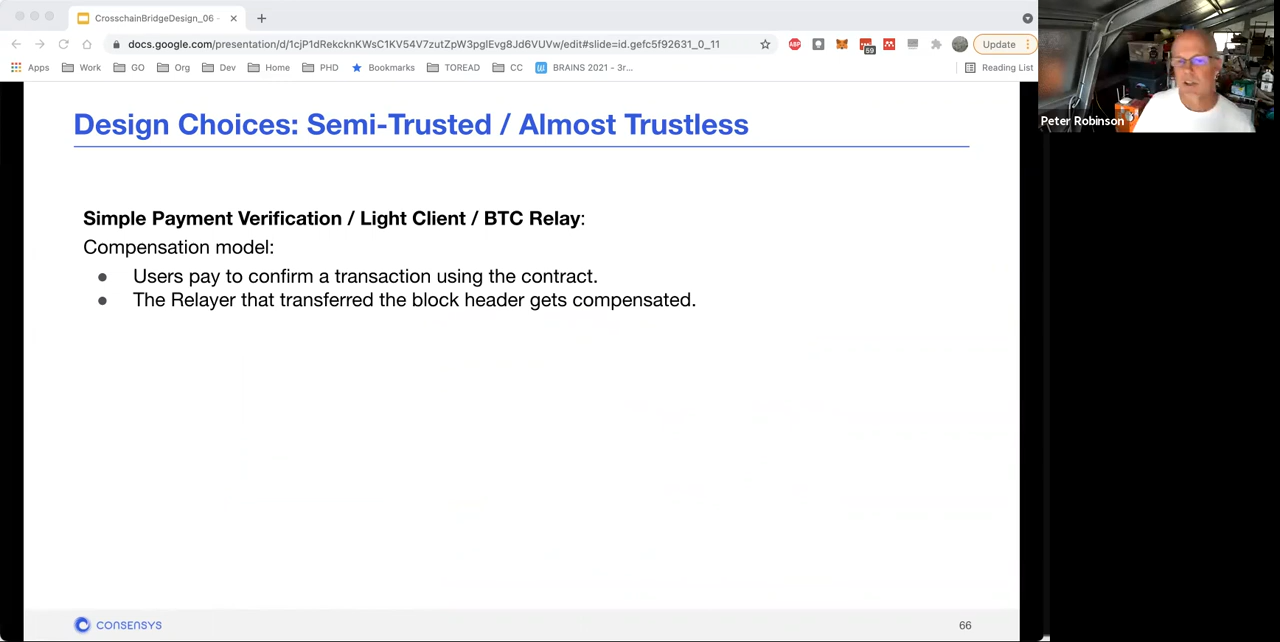 CrosschainBridgeDesign_06 -
docs.google.com/presentation/d/1cjP1dRekcknKWsC1KV54V7zutZpW3pglEvg8Jd6VUVw/edit#slide=id.gefc5f92631_0_11
ABP
59
Update
Apps Work GO Org Dev Home PHD Bookmarks TOREAD CC BRAINS 2021 - 3r... Reading List
Peter Robinson
Design Choices: Semi-Trusted / Almost Trustless
Simple Payment Verification / Light Client / BTC Relay:
Compensation model:
● Users pay to confirm a transaction using the contract.
● The Relayer that transferred the block header gets compensated.
CONSENSYS
66